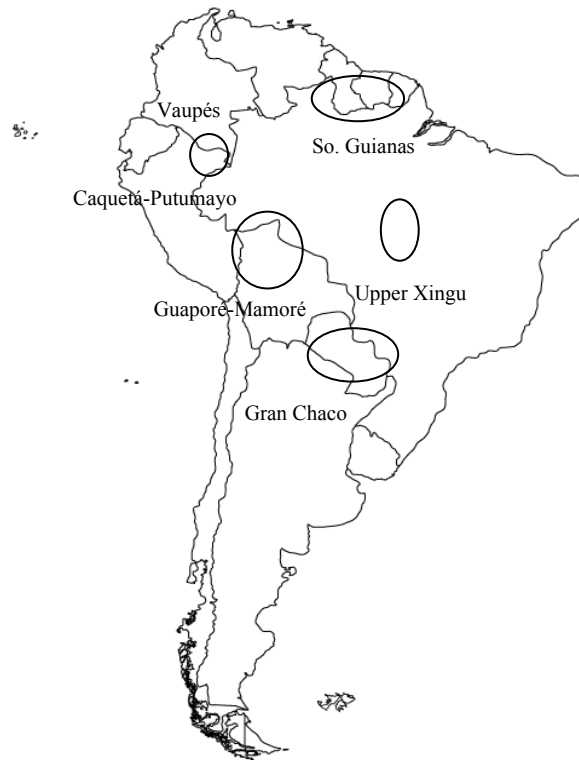 Vaupés
So. Guianas
Caquetá-Putumayo
Upper Xingu
Guaporé-Mamoré
Gran Chaco